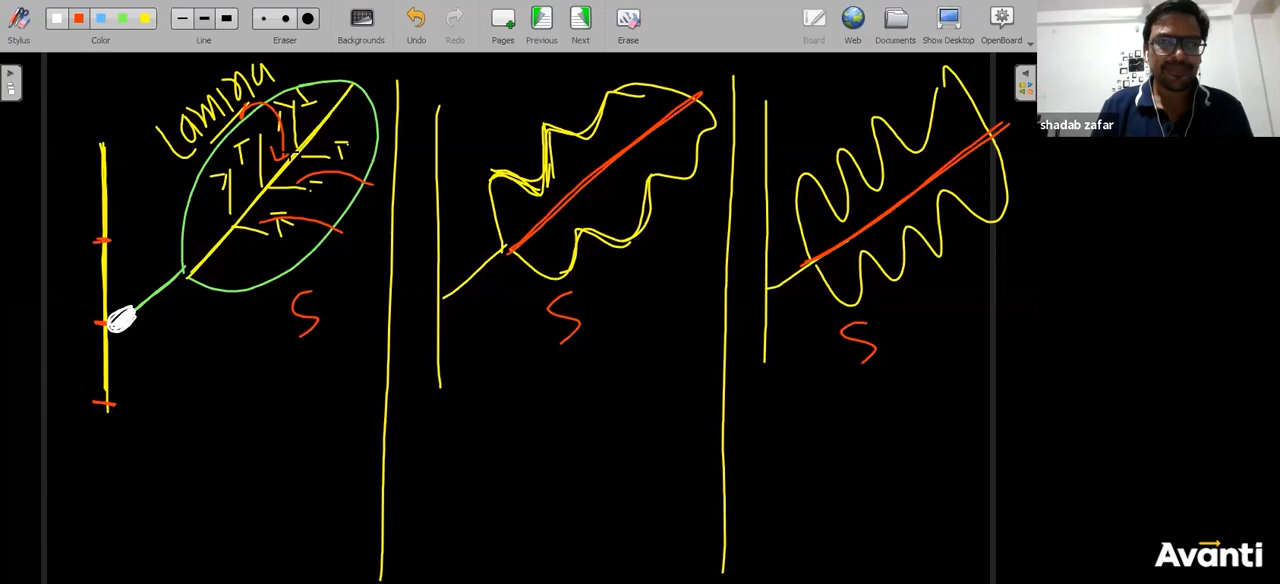 Stylus
Color
Line
Eraser
Backgrounds
Undo
Redo
Pages
Previous
Next
Erase
Board
Web
Documents
Show Desktop
OpenBoard
shadab zafar
Lamina
S
S
S
Avanti